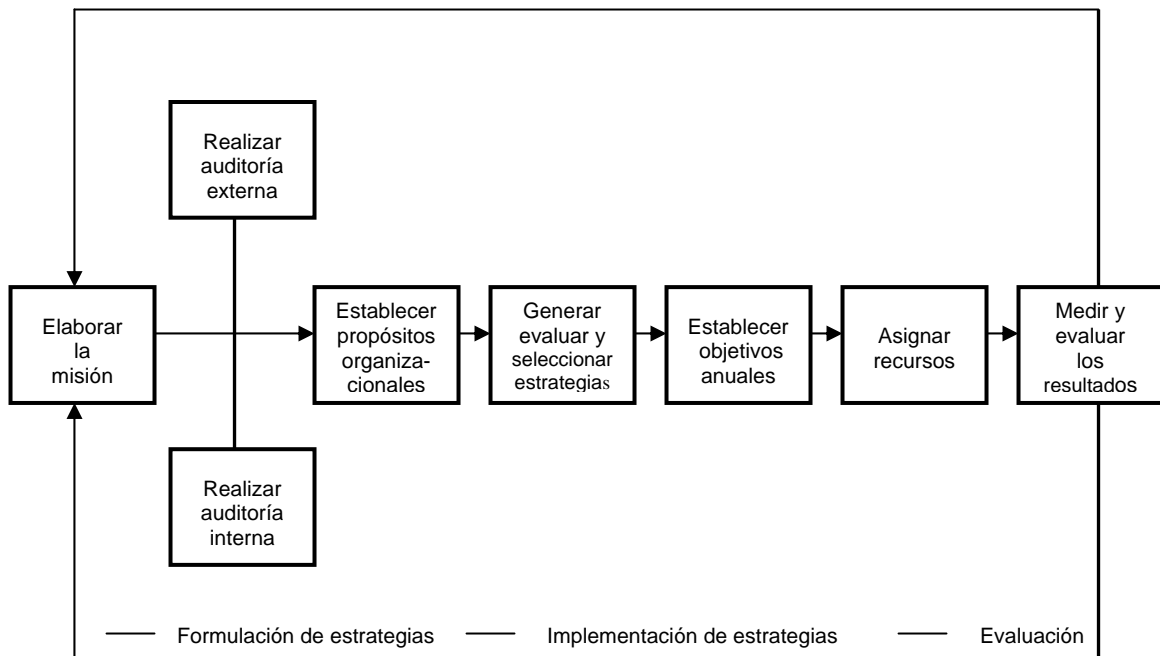 Realizar
auditoría
externa
Elaborar
la
misión
Establecer
propósitos
organiza-
cionales
Generar
evaluar y
seleccionar
estrategias
Establecer
objetivos
anuales
Asignar
recursos
Medir y
evaluar
los
resultados
Realizar
auditoría
interna
Formulación de estrategias
Implementación de estrategias
Evaluación